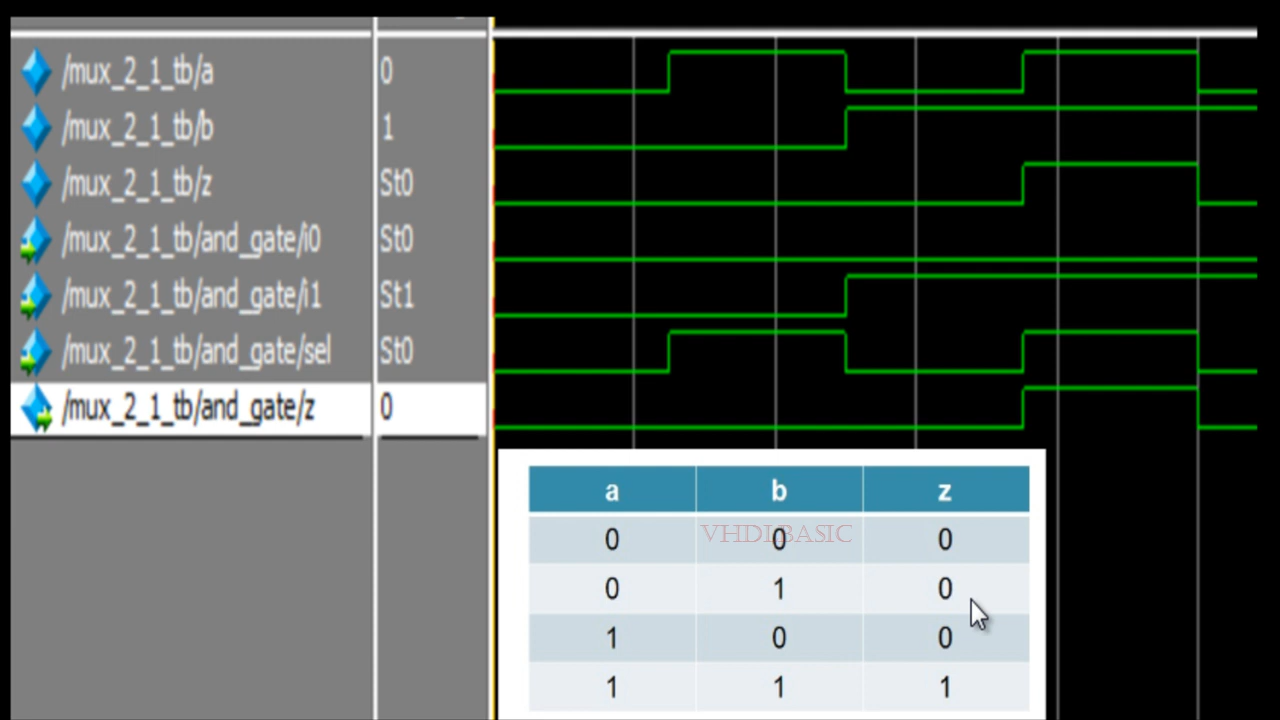 /mux_2_1_tb/a 0
/mux_2_1_tb/b 1
/mux_2_1_tb/z St0
/mux_2_1_tb/and_gate/i0 St0
/mux_2_1_tb/and_gate/i1 St1
/mux_2_1_tb/and_gate/sel St0
/mux_2_1_tb/and_gate/z 0
a b z
VHDLBASIC
0 0 0
0 1 0
1 0 0
1 1 1